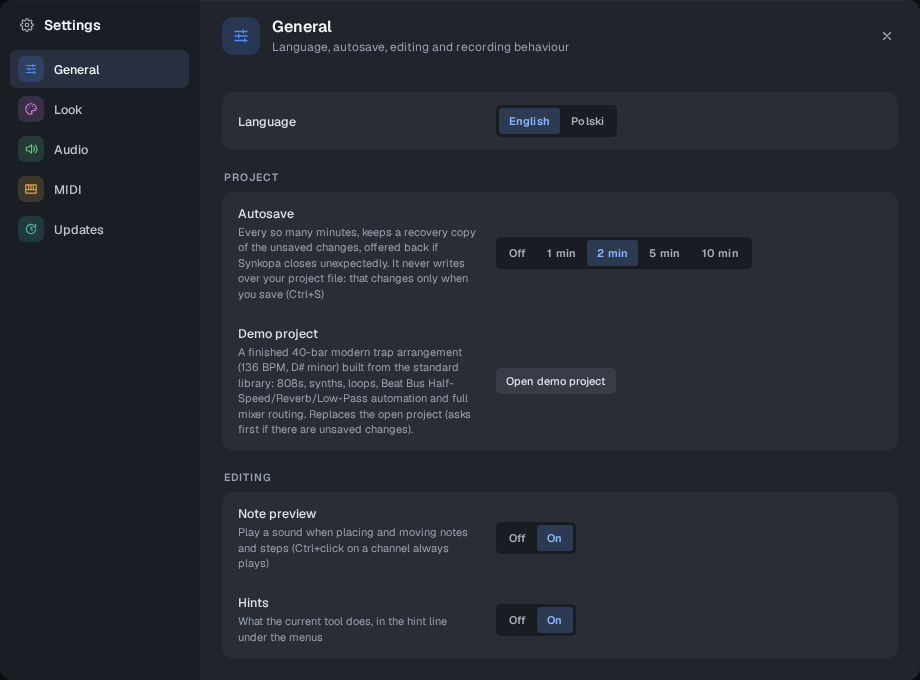 Settings
General
Look
Audio
MIDI
Updates
General
Language, autosave, editing and recording behaviour
Language
English
Polski
PROJECT
Autosave
Every so many minutes, keeps a recovery copy
of the unsaved changes, offered back if
Synkopa closes unexpectedly. It never writes
over your project file: that changes only when
you save (Ctrl+S)
Off
1 min
2 min
5 min
10 min
Demo project
A finished 40-bar modern trap arrangement
(136 BPM, D# minor) built from the standard
library: 808s, synths, loops, Beat Bus Half-
Speed/Reverb/Low-Pass automation and full
mixer routing. Replaces the open project (asks
first if there are unsaved changes).
Open demo project
EDITING
Note preview
Play a sound when placing and moving notes
and steps (Ctrl+click on a channel always
plays)
Off
On
Hints
What the current tool does, in the hint line
under the menus
Off
On